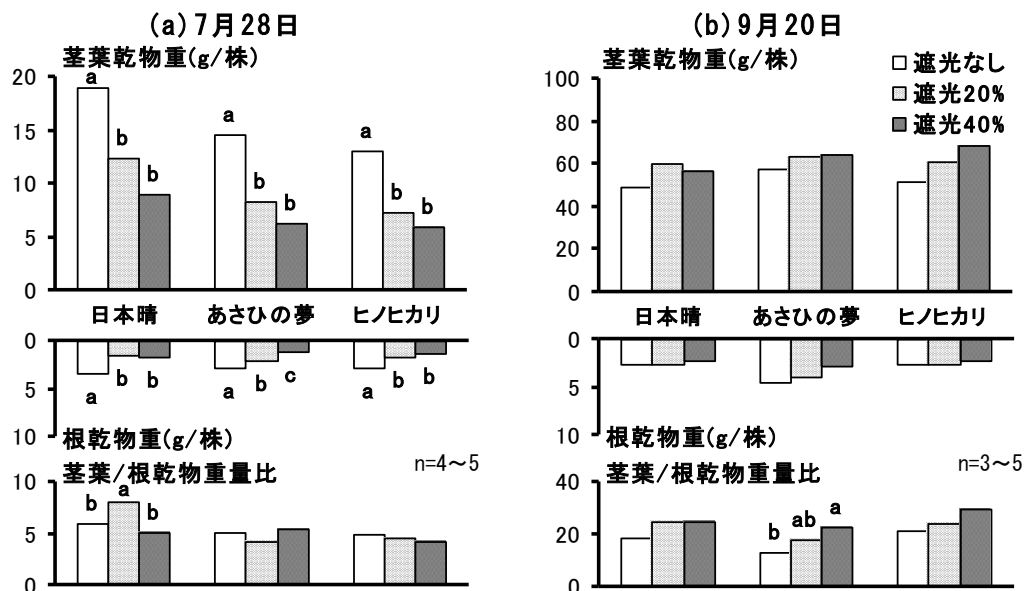 (a)7月28日
茎葉乾物重(g/株)
20
15
10
5
0
a
b
b
a
b
b
a
b
b
日本晴 あさひの夢 ヒノヒカリ
0
5
10
a
b
b
a
b
c
a
b
b
根乾物重(g/株)
n=4～5
茎葉/根乾物重量比
10
5
0
b
a
b
(b)9月20日
茎葉乾物重(g/株)
遮光なし
遮光20%
遮光40%
100
80
60
40
20
0
日本晴 あさひの夢 ヒノヒカリ
0
5
10
根乾物重(g/株)
n=3～5
茎葉/根乾物重量比
40
20
0
b
ab
a